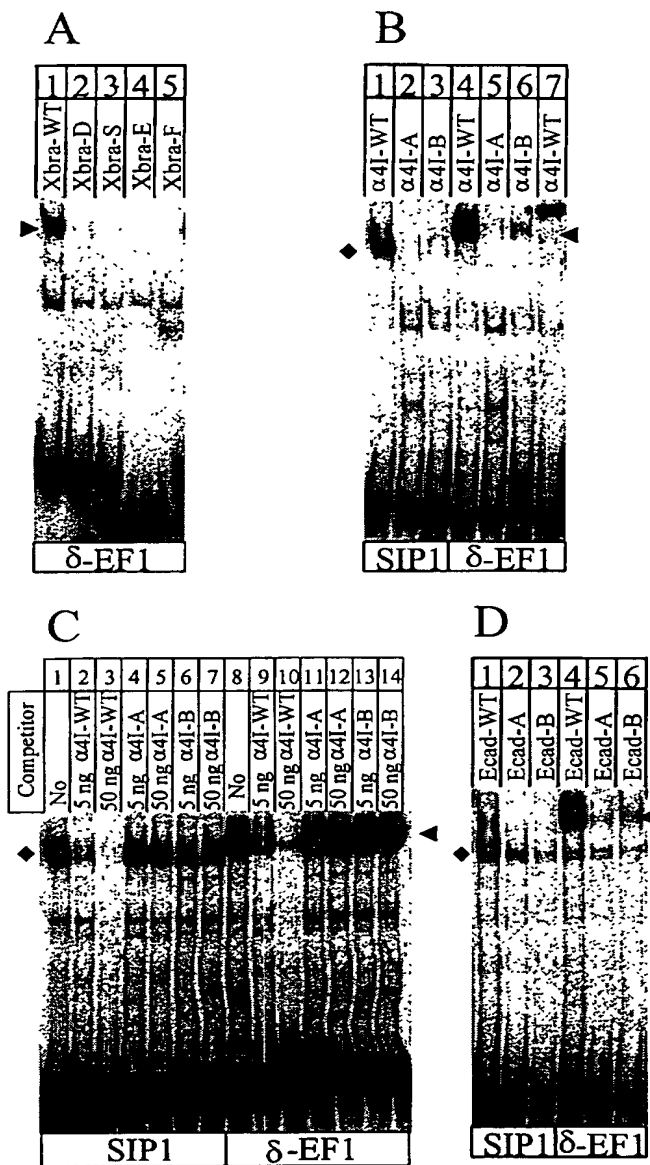 A
1 2 3 4 5
Xbra-WT
Xbra-D
Xbra-S
Xbra-E
Xbra-F
δ-EF1
B
1 2 3 4 5 6 7
α4I-WT
α4I-A
α4I-B
α4I-WT
α4I-A
α4I-B
α4I-WT
SIP1 δ-EF1
C
1 2 3 4 5 6 7 8 9 10 11 12 13 14
Competitor
No
5 ng α4I-WT
50 ng α4I-WT
5 ng α4I-A
50 ng α4I-A
5 ng α4I-B
50 ng α4I-B
No
5 ng α4I-WT
50 ng α4I-WT
5 ng α4I-A
50 ng α4I-A
5 ng α4I-B
50 ng α4I-B
SIP1 δ-EF1
D
1 2 3 4 5 6
Ecad-WT
Ecad-A
Ecad-B
Ecad-WT
Ecad-A
Ecad-B
SIP1 δ-EF1